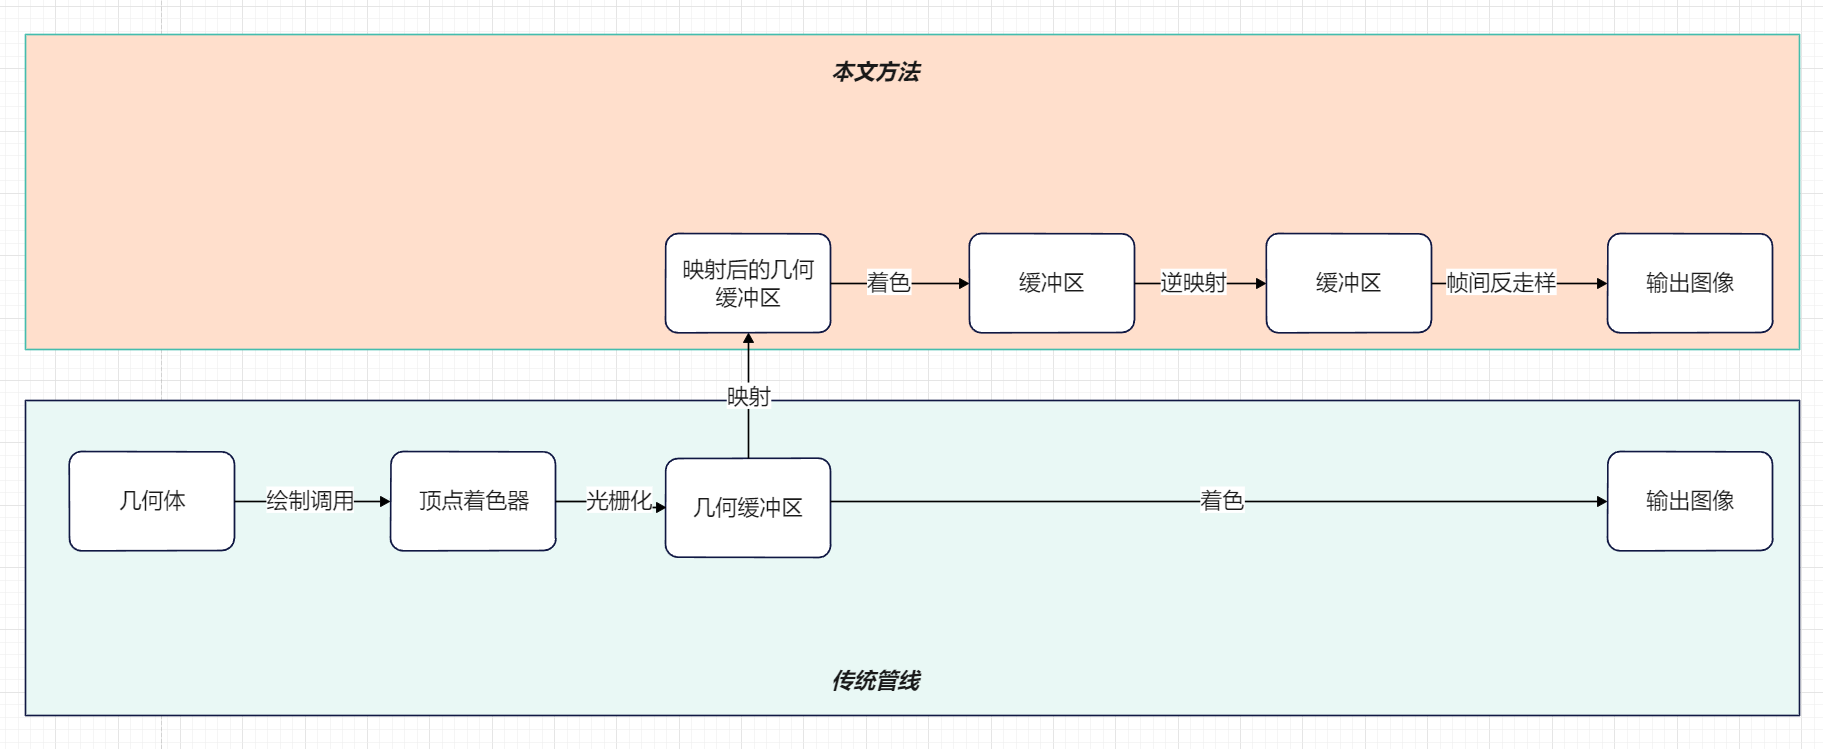 本文方法
映射后的几何
缓冲区
着色
缓冲区
逆映射
缓冲区
帧间反走样
输出图像
映射
几何体
绘制调用
顶点着色器
光栅化
几何缓冲区
着色
输出图像
传统管线